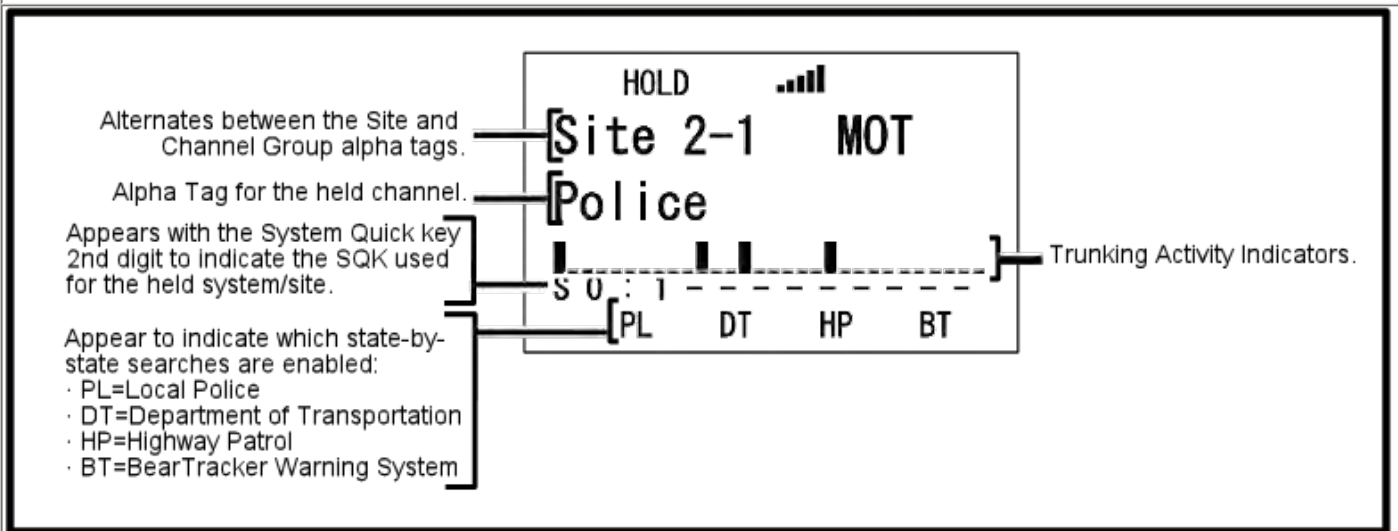 HOLD
Alternates between the Site and
Channel Group alpha tags.
Site 2-1 MOT
Alpha Tag for the held channel.
Police
Appears with the System Quick key
2nd digit to indicate the SQK used
for the held system/site.
Trunking Activity Indicators.
S 0 : 1 - - - - - - - -
PL DT HP BT
Appear to indicate which state-by-
state searches are enabled:
· PL=Local Police
· DT=Department of Transportation
· HP=Highway Patrol
· BT=BearTracker Warning System